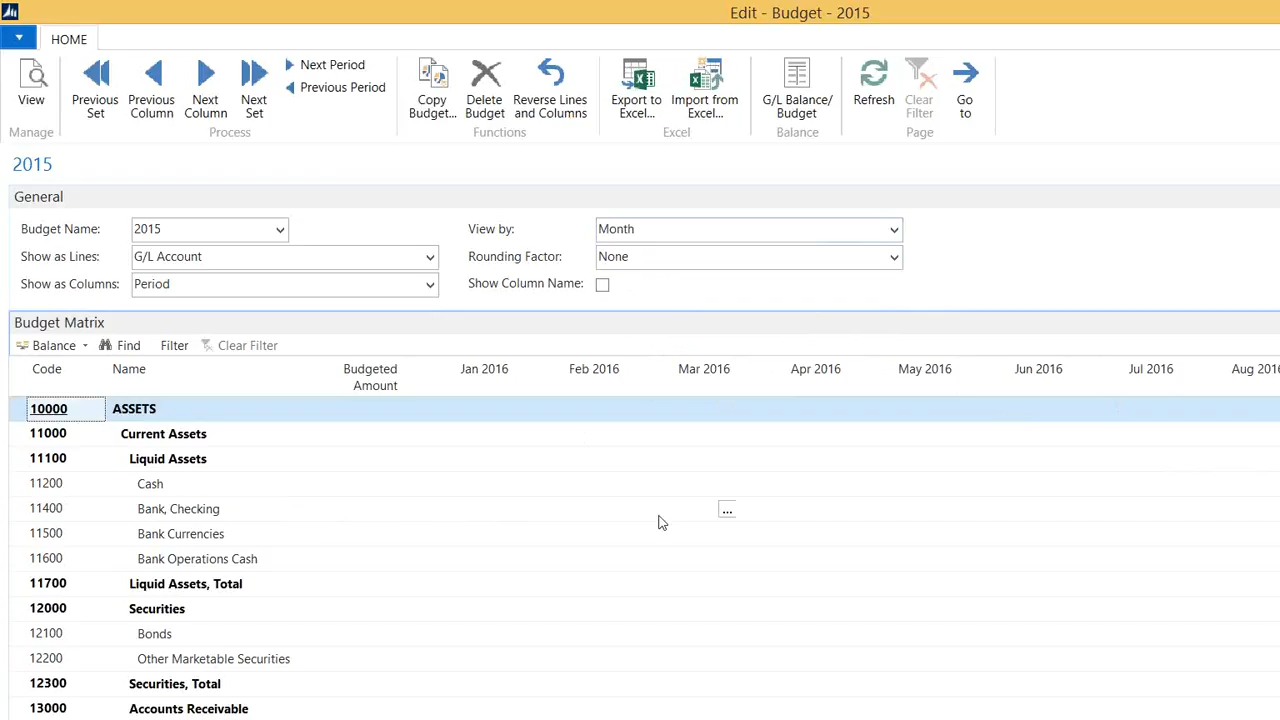 Edit - Budget - 2015
HOME
View
Previous Set
Previous Column
Next Column
Next Set
Next Period
Previous Period
Copy Budget...
Delete Budget
Reverse Lines and Columns
Export to Excel...
Import from Excel...
G/L Balance/ Budget
Refresh
Clear Filter
Go to
Manage Process Functions Excel Balance Page
2015
General
Budget Name: 2015 View by: Month
Show as Lines: G/L Account Rounding Factor: None
Show as Columns: Period Show Column Name:
Budget Matrix
Balance Find Filter Clear Filter
Code Name Budgeted Amount Jan 2016 Feb 2016 Mar 2016 Apr 2016 May 2016 Jun 2016 Jul 2016 Aug 2016
10000 ASSETS
11000 Current Assets
11100 Liquid Assets
11200 Cash
11400 Bank, Checking ...
11500 Bank Currencies
11600 Bank Operations Cash
11700 Liquid Assets, Total
12000 Securities
12100 Bonds
12200 Other Marketable Securities
12300 Securities, Total
13000 Accounts Receivable